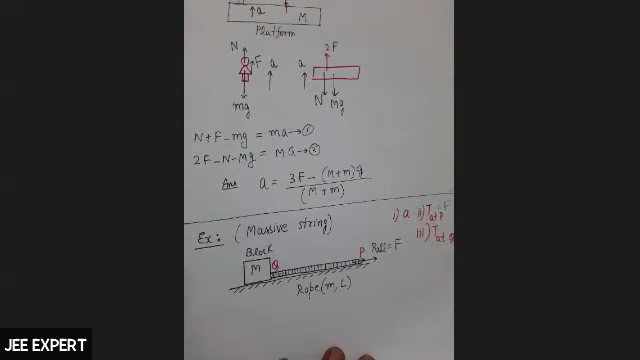 N
a
M
Platform
N
F
a
a
2F
mg
N
Mg
N+F-mg = ma→①
2F-N-Mg = Ma→②
Ans a = 3F-(M+m)g
(M+m)
Ex: (Massive string)
i) a ii) T at P = F
iii) T at Q
Block
M
Q
P
Pull = F
Rope (m, L)
JEE EXPERT